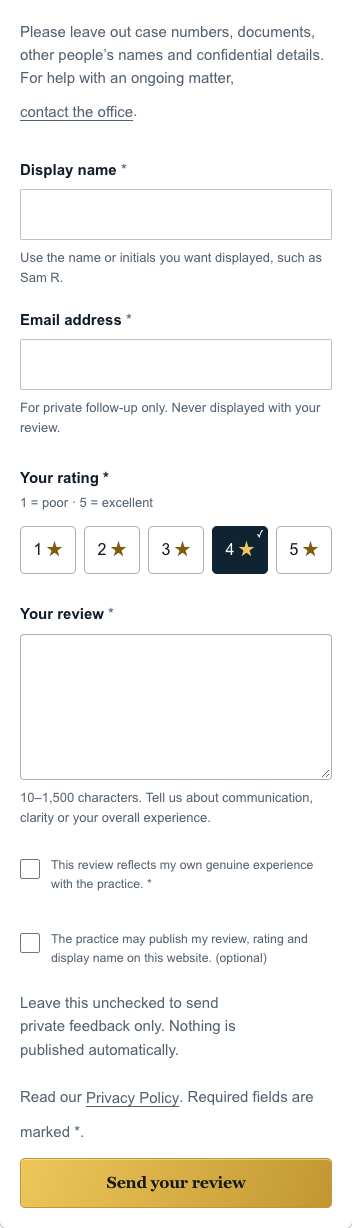 Please leave out case numbers, documents,
other people’s names and confidential details.
For help with an ongoing matter,
contact the office.
Display name *
Use the name or initials you want displayed, such as
Sam R.
Email address *
For private follow-up only. Never displayed with your
review.
Your rating *
1 = poor · 5 = excellent
1 ★ 2 ★ 3 ★ 4 ★ ✓ 5 ★
Your review *
10–1,500 characters. Tell us about communication,
clarity or your overall experience.
This review reflects my own genuine experience
with the practice. *
The practice may publish my review, rating and
display name on this website. (optional)
Leave this unchecked to send
private feedback only. Nothing is
published automatically.
Read our Privacy Policy. Required fields are
marked *.
Send your review